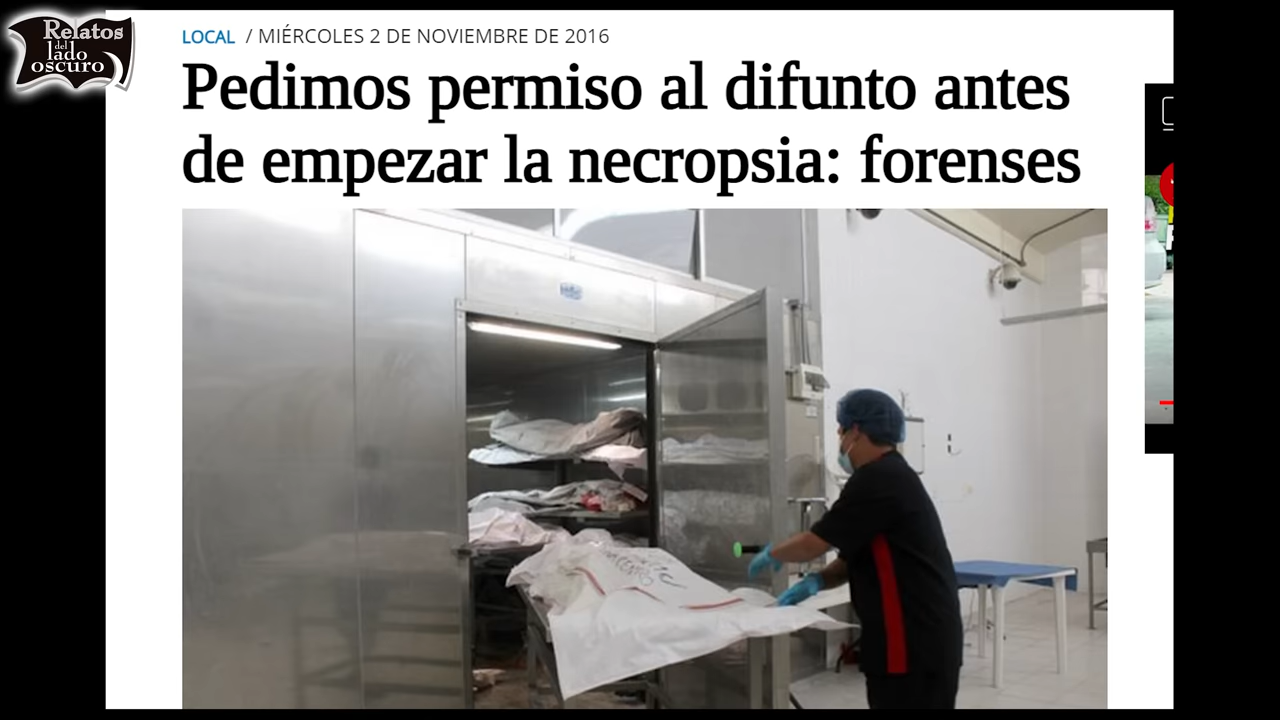 Relatos
del
lado
oscuro
LOCAL / MIÉRCOLES 2 DE NOVIEMBRE DE 2016
Pedimos permiso al difunto antes
de empezar la necropsia: forenses